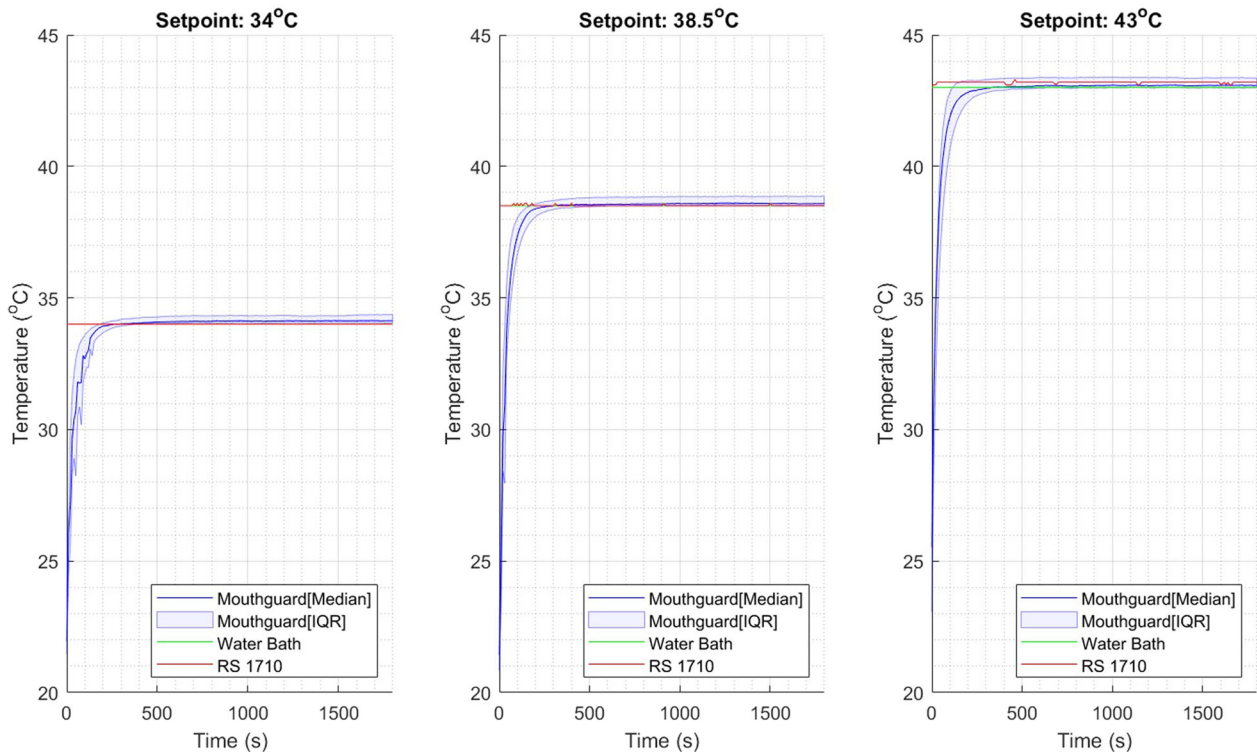 Setpoint: 34°C
45
40
35
30
25
20
Temperature (°C)
0 500 1000 1500
Time (s)
Mouthguard[Median]
Mouthguard[IQR]
Water Bath
RS 1710
Setpoint: 38.5°C
45
40
35
30
25
20
Temperature (°C)
0 500 1000 1500
Time (s)
Mouthguard[Median]
Mouthguard[IQR]
Water Bath
RS 1710
Setpoint: 43°C
45
40
35
30
25
20
Temperature (°C)
0 500 1000 1500
Time (s)
Mouthguard[Median]
Mouthguard[IQR]
Water Bath
RS 1710